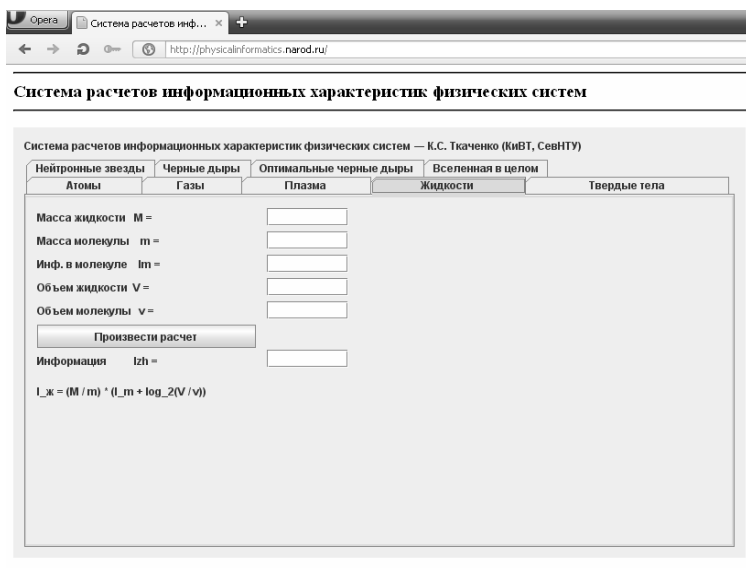 Opera
Система расчетов инф...
http://physicalinformatics.narod.ru/
Система расчетов информационных характеристик физических систем
Система расчетов информационных характеристик физических систем — К.С. Ткаченко (КиВТ, СевНТУ)
Нейтронные звезды Черные дыры Оптимальные черные дыры Вселенная в целом
Атомы Газы Плазма Жидкости Твердые тела
Масса жидкости M =
Масса молекулы m =
Инф. в молекуле Im =
Объем жидкости V =
Объем молекулы v =
Произвести расчет
Информация Izh =
I_ж = (M / m) * (I_m + log_2(V / v))